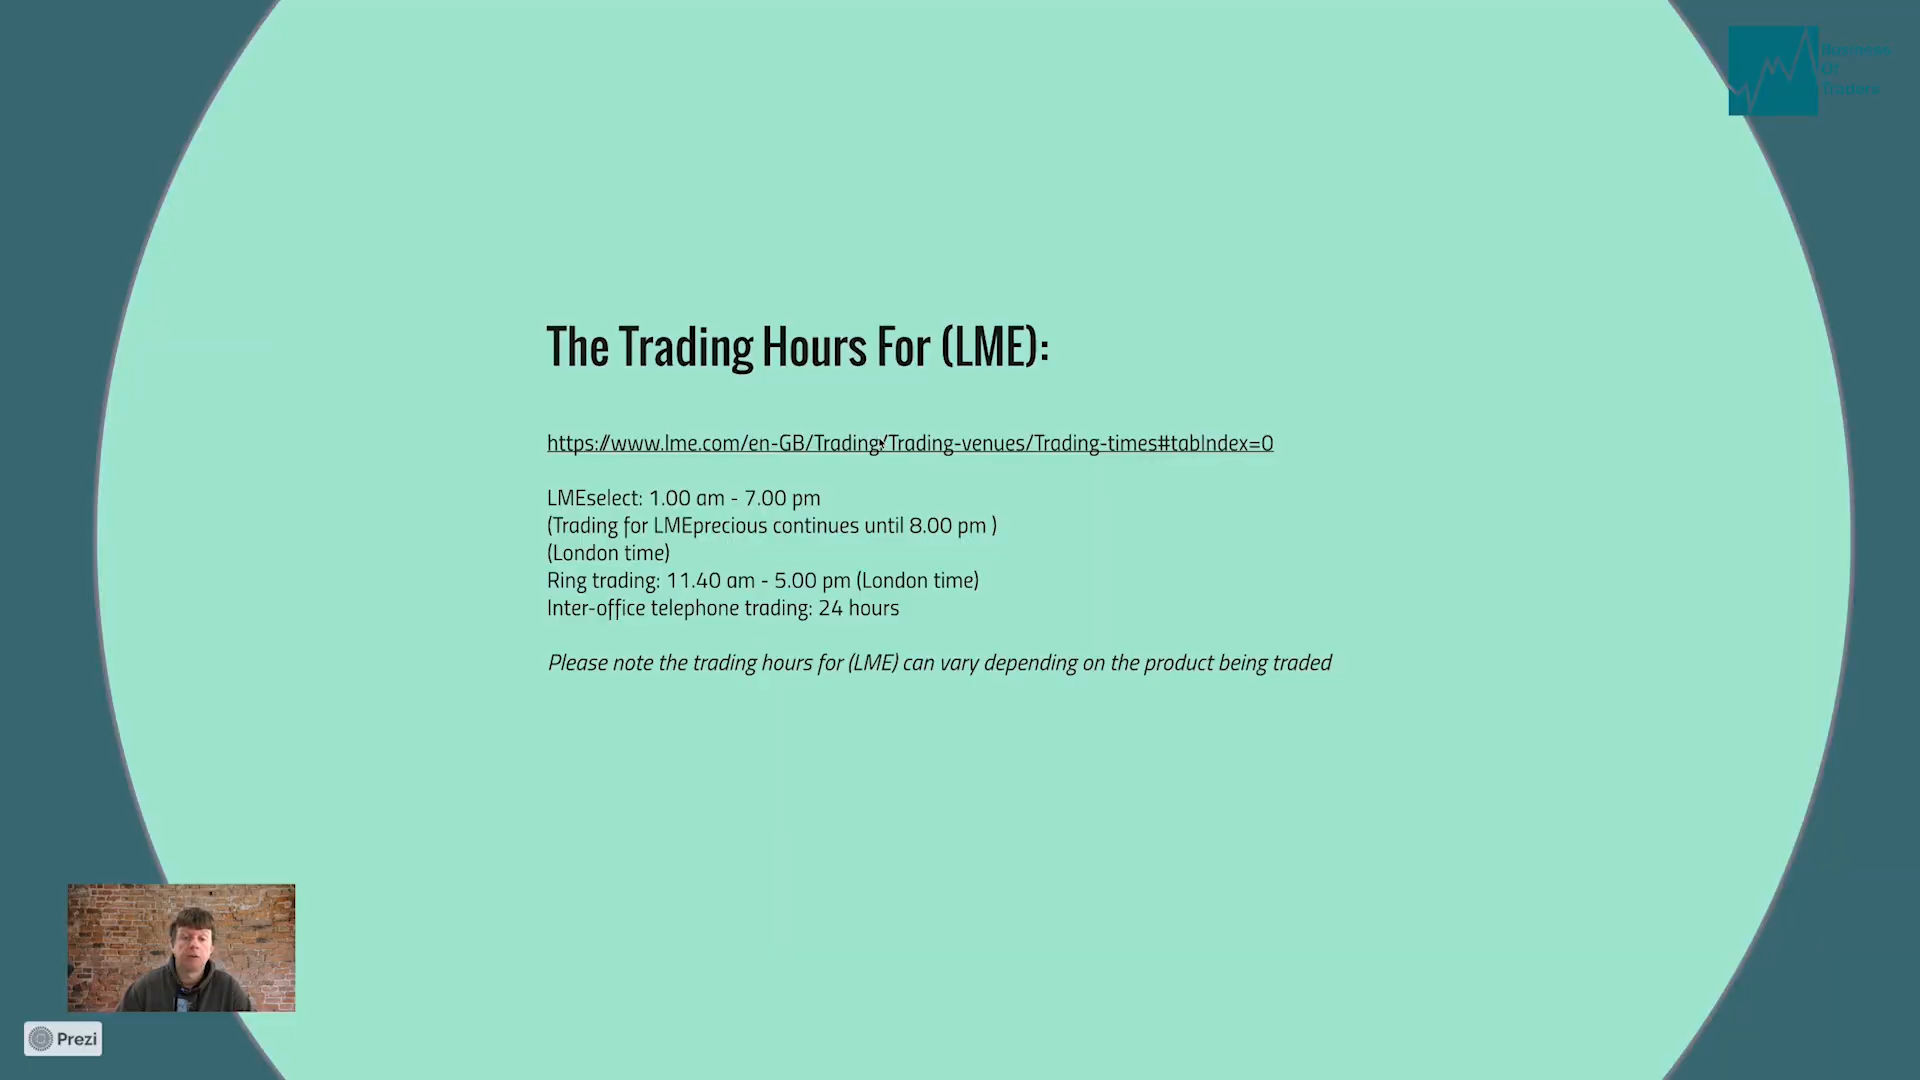 Business
Of
Traders
The Trading Hours For (LME):
https://www.lme.com/en-GB/Trading/Trading-venues/Trading-times#tabIndex=0
LMEselect: 1.00 am - 7.00 pm
(Trading for LMEprecious continues until 8.00 pm )
(London time)
Ring trading: 11.40 am - 5.00 pm (London time)
Inter-office telephone trading: 24 hours
Please note the trading hours for (LME) can vary depending on the product being traded
Prezi